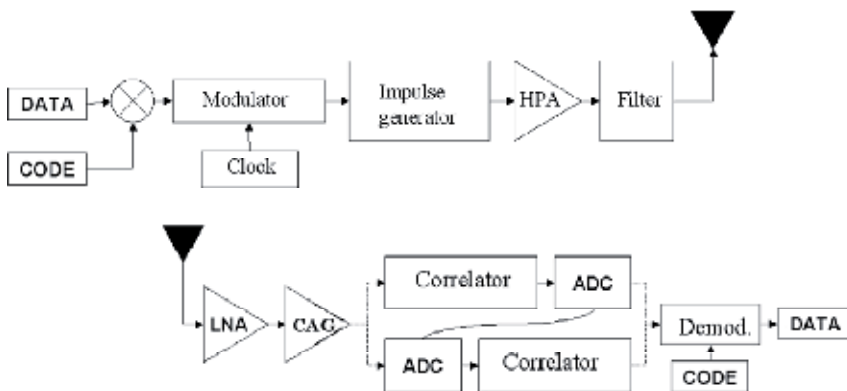 DATA
Modulator
Impulse
generator
HPA
Filter
CODE
Clock
LNA
CAG
Correlator
ADC
ADC
Correlator
Demod.
DATA
CODE